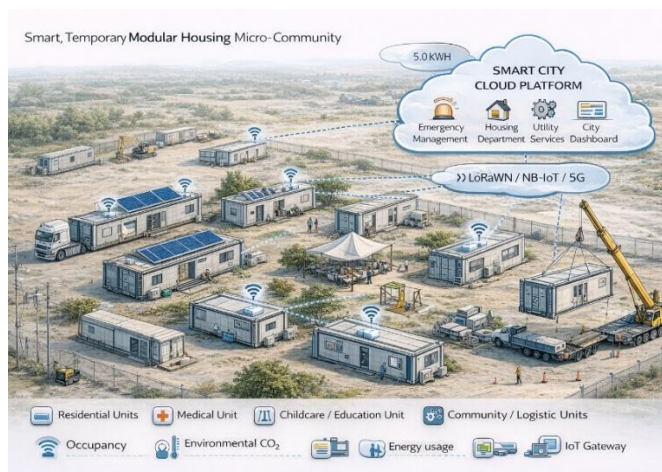 Smart, Temporary Modular Housing Micro-Community
5.0 KWH
SMART CITY
CLOUD PLATFORM
Emergency
Management
Housing
Department
Utility
Services
City
Dashboard
LoRaWN / NB-IoT / 5G
Residential Units
Medical Unit
Childcare / Education Unit
Community / Logistic Units
Occupancy
Environmental CO₂
Energy usage
IoT Gateway